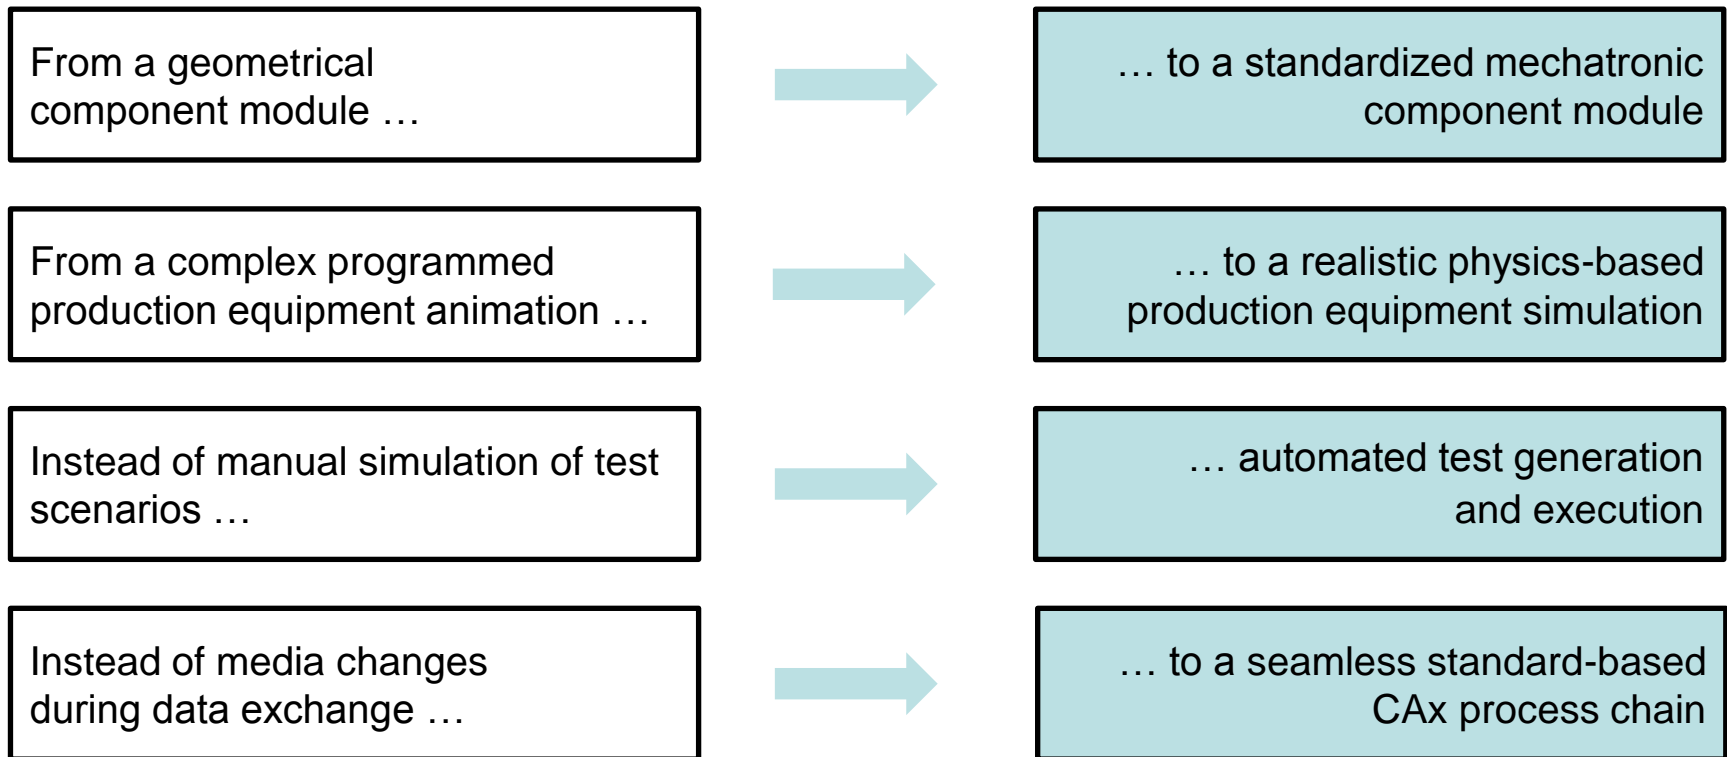 From a geometrical
component module …
… to a standardized mechatronic
component module
From a complex programmed
production equipment animation …
… to a realistic physics-based
production equipment simulation
Instead of manual simulation of test
scenarios …
… automated test generation
and execution
Instead of media changes
during data exchange …
… to a seamless standard-based
CAx process chain